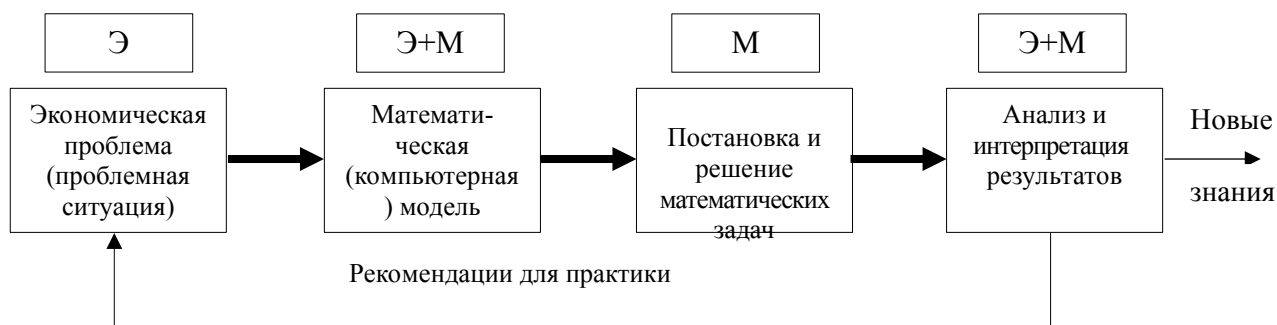 Э
Э+М
М
Э+М
Экономическая
проблема
(проблемная
ситуация)
Математи-
ческая
(компьютерная
) модель
Постановка и
решение
математических
задач
Анализ и
интерпретация
результатов
Новые
знания
Рекомендации для практики